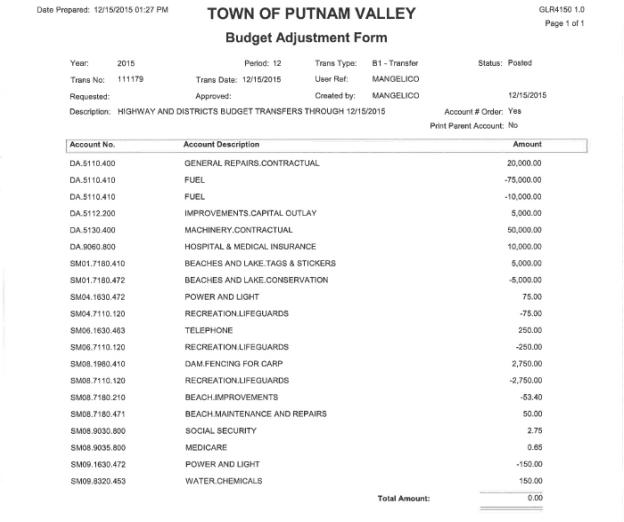 Date Prepared: 12/15/2015 01:27 PM TOWN OF PUTNAM VALLEY GLR4150 1.0
Page 1 of 1
Budget Adjustment Form
Year: 2015 Period: 12 Trans Type: B1 - Transfer Status: Posted
Trans No: 111179 Trans Date: 12/15/2015 User Ref: MANGELICO
Requested: Approved: Created by: MANGELICO 12/15/2015
Description: HIGHWAY AND DISTRICTS BUDGET TRANSFERS THROUGH 12/15/2015 Account # Order: Yes
Print Parent Account: No
Account No. Account Description Amount
DA.5110.400 GENERAL REPAIRS.CONTRACTUAL 20,000.00
DA.5110.410 FUEL -75,000.00
DA.5110.410 FUEL -10,000.00
DA.5112.200 IMPROVEMENTS.CAPITAL OUTLAY 5,000.00
DA.5130.400 MACHINERY.CONTRACTUAL 50,000.00
DA.9060.800 HOSPITAL & MEDICAL INSURANCE 10,000.00
SM01.7180.410 BEACHES AND LAKE.TAGS & STICKERS 5,000.00
SM01.7180.472 BEACHES AND LAKE.CONSERVATION -5,000.00
SM04.1630.472 POWER AND LIGHT 75.00
SM04.7110.120 RECREATION.LIFEGUARDS -75.00
SM06.1630.463 TELEPHONE 250.00
SM06.7110.120 RECREATION.LIFEGUARDS -250.00
SM08.1980.410 DAM.FENCING FOR CARP 2,750.00
SM08.7110.120 RECREATION.LIFEGUARDS -2,750.00
SM08.7180.210 BEACH.IMPROVEMENTS -53.40
SM08.7180.471 BEACH.MAINTENANCE AND REPAIRS 50.00
SM08.9030.800 SOCIAL SECURITY 2.75
SM08.9035.800 MEDICARE 0.65
SM09.1630.472 POWER AND LIGHT -150.00
SM09.8320.453 WATER.CHEMICALS 150.00
Total Amount: 0.00